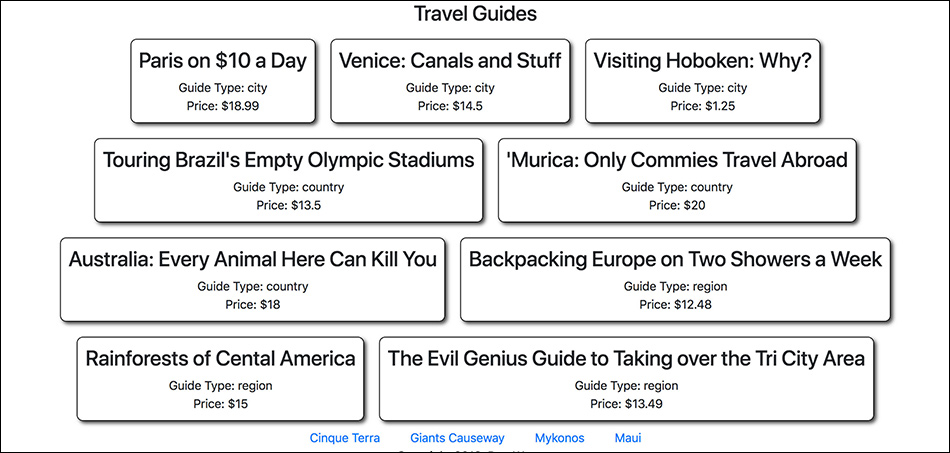 Travel Guides
Paris on $10 a Day
Guide Type: city
Price: $18.99
Venice: Canals and Stuff
Guide Type: city
Price: $14.5
Visiting Hoboken: Why?
Guide Type: city
Price: $1.25
Touring Brazil's Empty Olympic Stadiums
Guide Type: country
Price: $13.5
'Murica: Only Commies Travel Abroad
Guide Type: country
Price: $20
Australia: Every Animal Here Can Kill You
Guide Type: country
Price: $18
Backpacking Europe on Two Showers a Week
Guide Type: region
Price: $12.48
Rainforests of Cental America
Guide Type: region
Price: $15
The Evil Genius Guide to Taking over the Tri City Area
Guide Type: region
Price: $13.49
Cinque Terra Giants Causeway Mykonos Maui